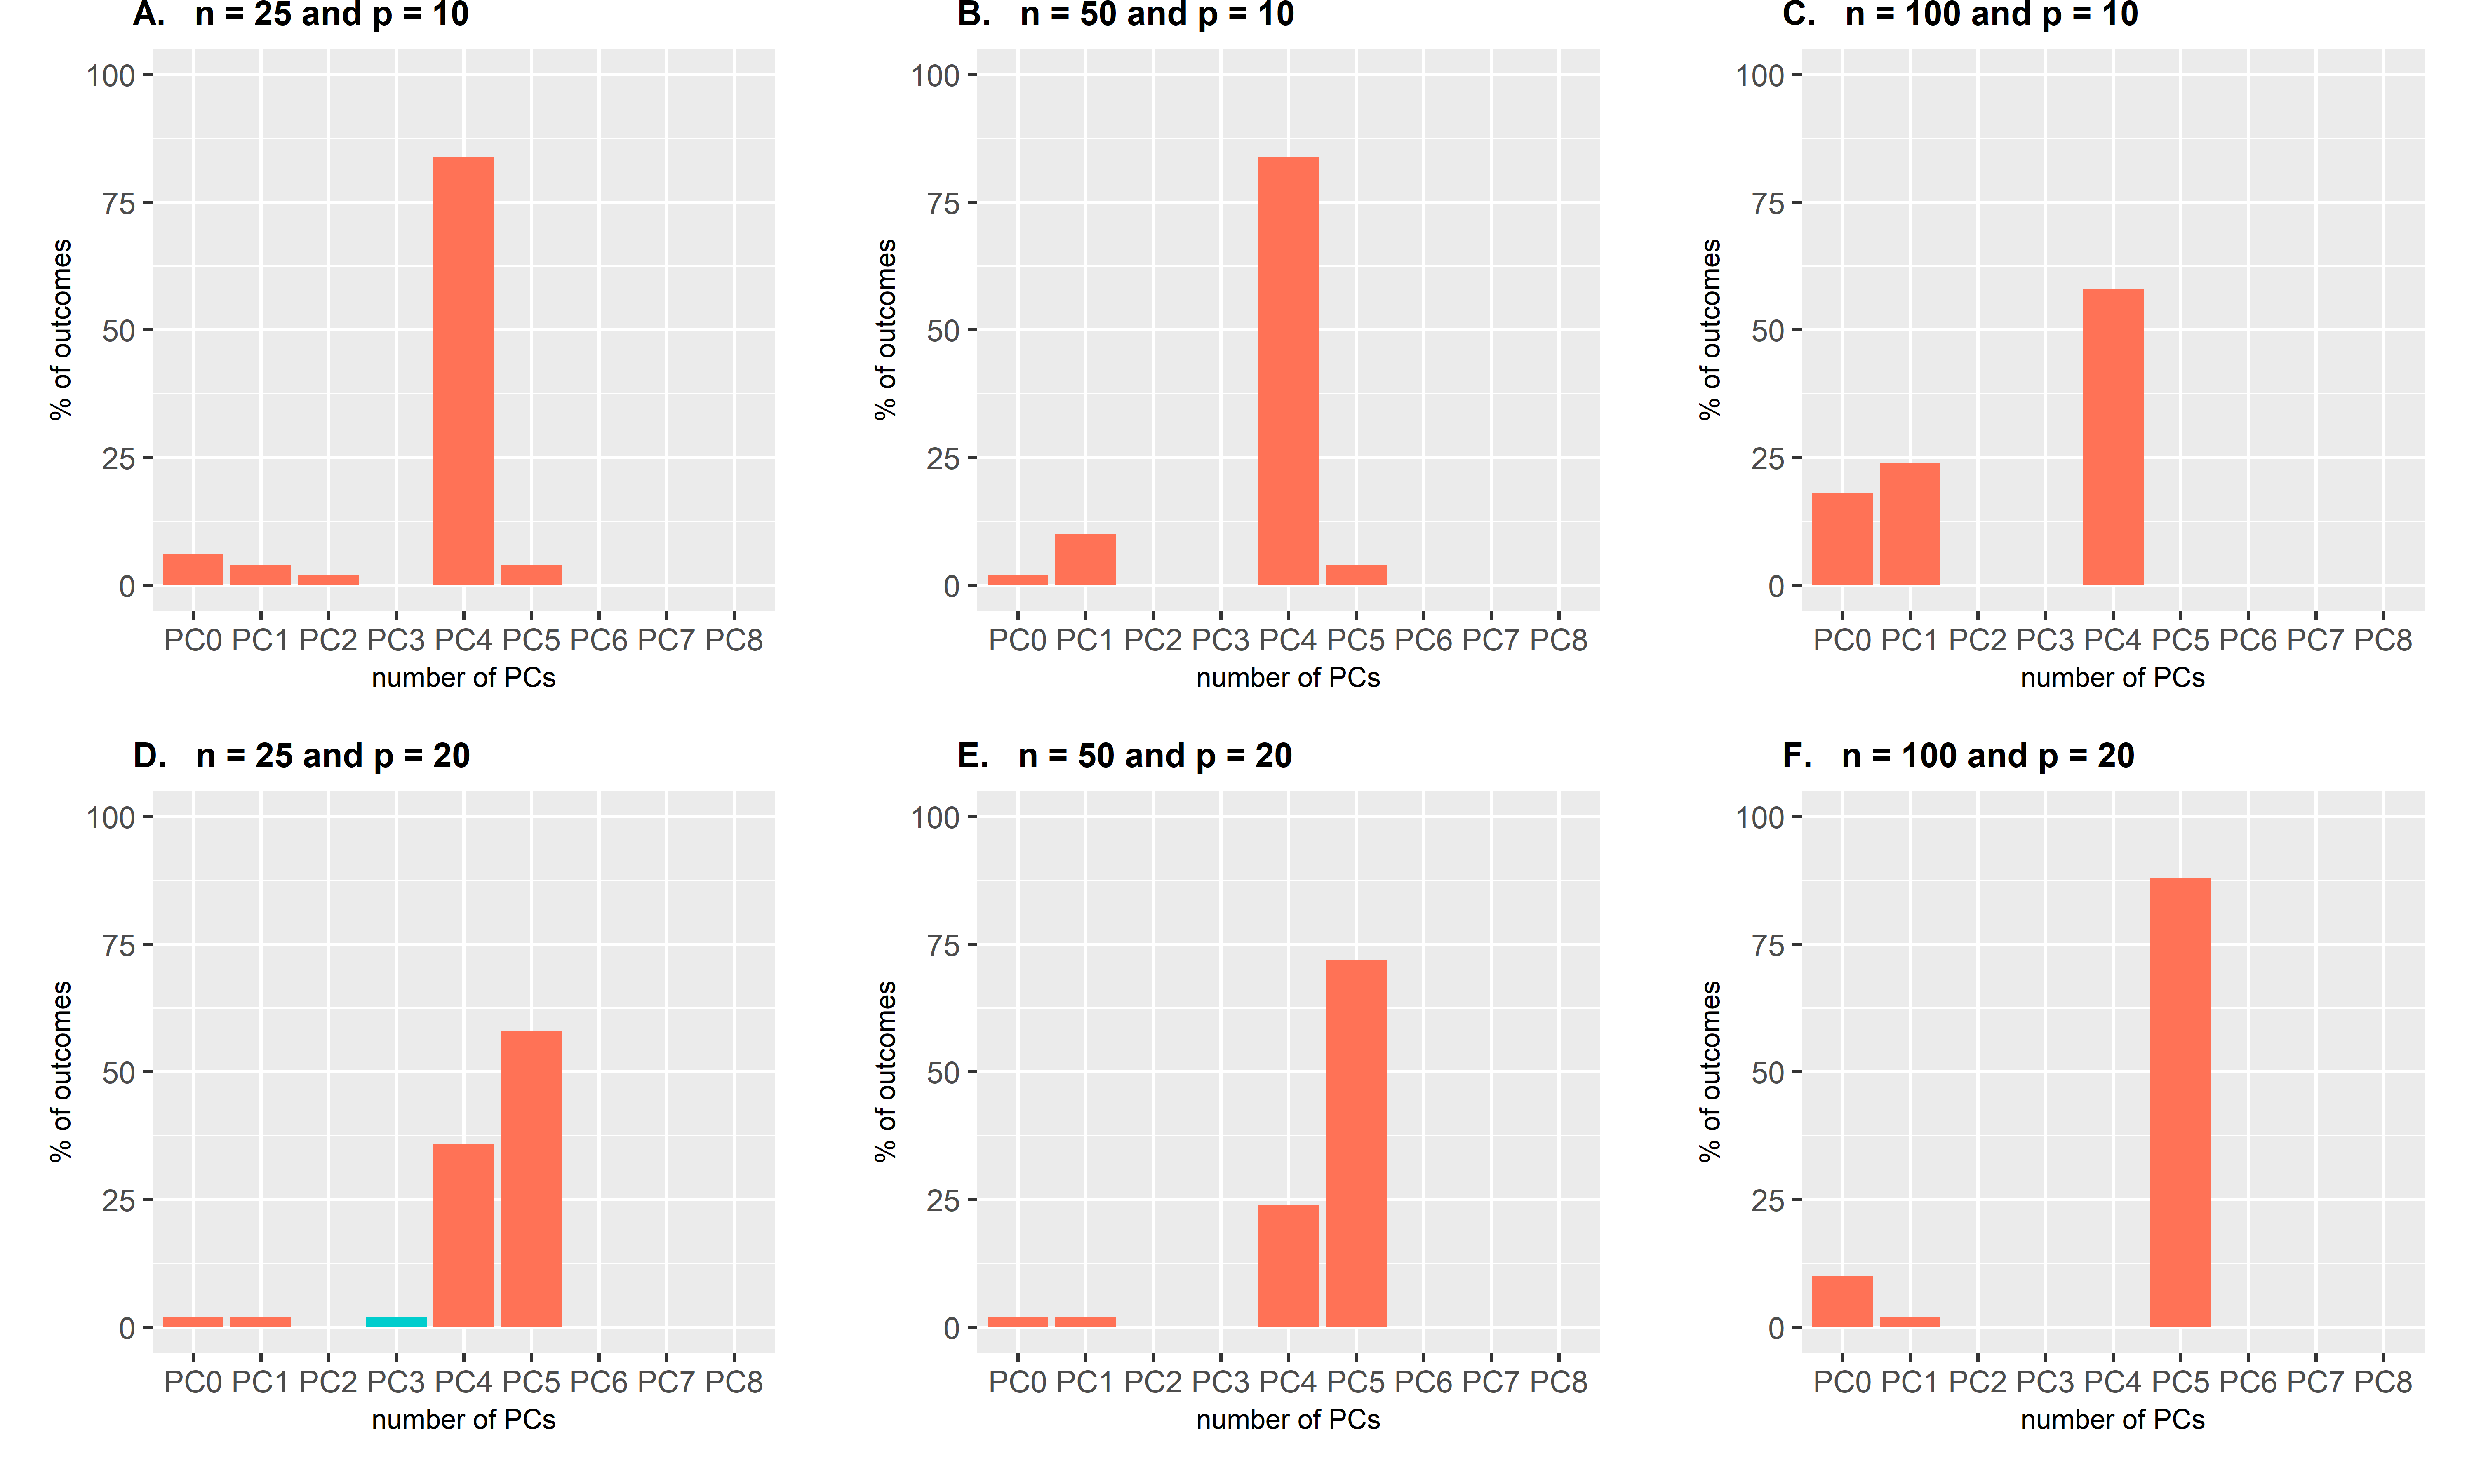 A. n = 25 and p = 10
B. n = 50 and p = 10
C. n = 100 and p = 10
% of outcomes
100
75
50
25
0
PC0 PC1 PC2 PC3 PC4 PC5 PC6 PC7 PC8
number of PCs
% of outcomes
100
75
50
25
0
PC0 PC1 PC2 PC3 PC4 PC5 PC6 PC7 PC8
number of PCs
% of outcomes
100
75
50
25
0
PC0 PC1 PC2 PC3 PC4 PC5 PC6 PC7 PC8
number of PCs
D. n = 25 and p = 20
E. n = 50 and p = 20
F. n = 100 and p = 20
% of outcomes
100
75
50
25
0
PC0 PC1 PC2 PC3 PC4 PC5 PC6 PC7 PC8
number of PCs
% of outcomes
100
75
50
25
0
PC0 PC1 PC2 PC3 PC4 PC5 PC6 PC7 PC8
number of PCs
% of outcomes
100
75
50
25
0
PC0 PC1 PC2 PC3 PC4 PC5 PC6 PC7 PC8
number of PCs